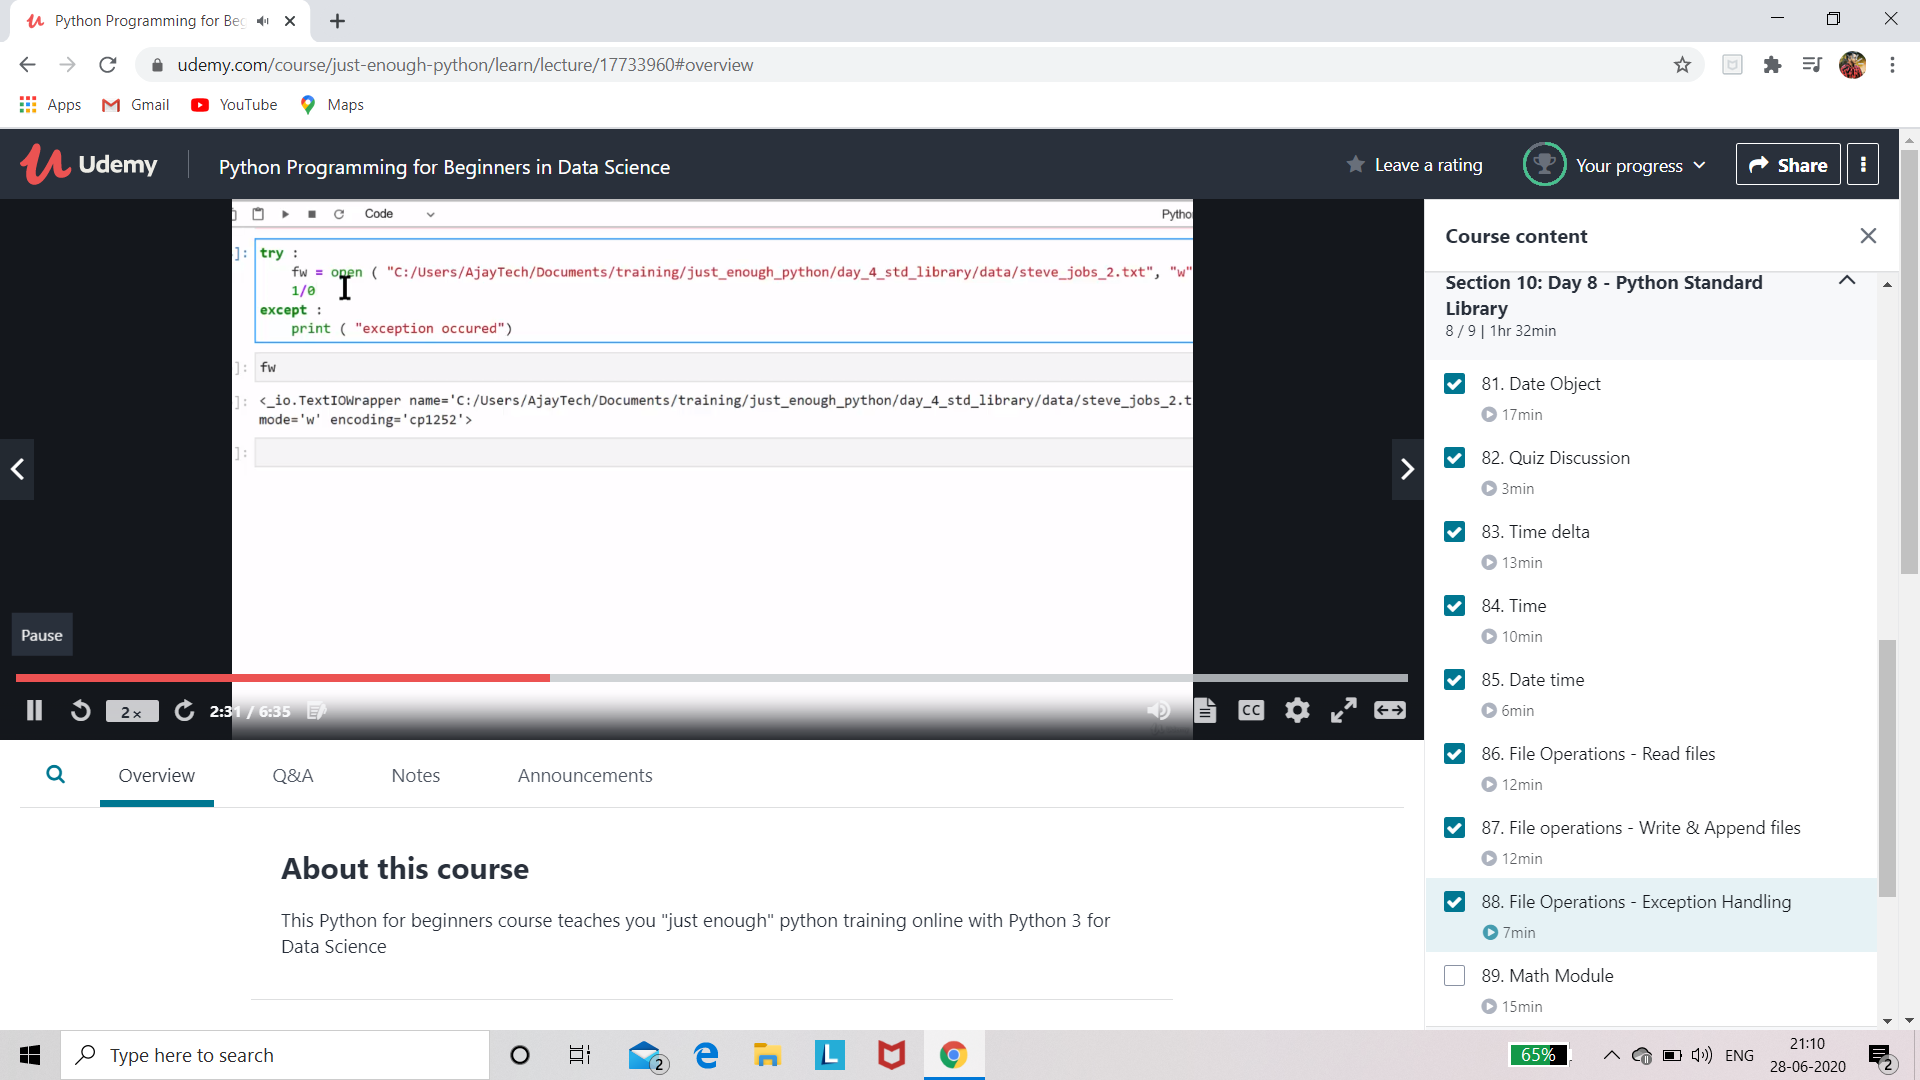 Python Programming for Beg
udemy.com/course/just-enough-python/learn/lecture/17733960#overview
Apps
Gmail
YouTube
Maps
Udemy
Python Programming for Beginners in Data Science
Leave a rating
Your progress
Share
Code
Pytho
]:
try :
fw = open ( "C:/Users/AjayTech/Documents/training/just_enough_python/day_4_std_library/data/steve_jobs_2.txt", "w"
1/0
except :
print ( "exception occured")
]:
fw
]:
<_io.TextIOWrapper name='C:/Users/AjayTech/Documents/training/just_enough_python/day_4_std_library/data/steve_jobs_2.t
mode='w' encoding='cp1252'>
]:
Pause
2x
2:31 / 6:35
CC
Overview
Q&A
Notes
Announcements
About this course
This Python for beginners course teaches you "just enough" python training online with Python 3 for
Data Science
Course content
Section 10: Day 8 - Python Standard
Library
8 / 9 | 1hr 32min
81. Date Object
17min
82. Quiz Discussion
3min
83. Time delta
13min
84. Time
10min
85. Date time
6min
86. File Operations - Read files
12min
87. File operations - Write & Append files
12min
88. File Operations - Exception Handling
7min
89. Math Module
15min
Type here to search
2
L
65%
ENG
21:10
28-06-2020
2